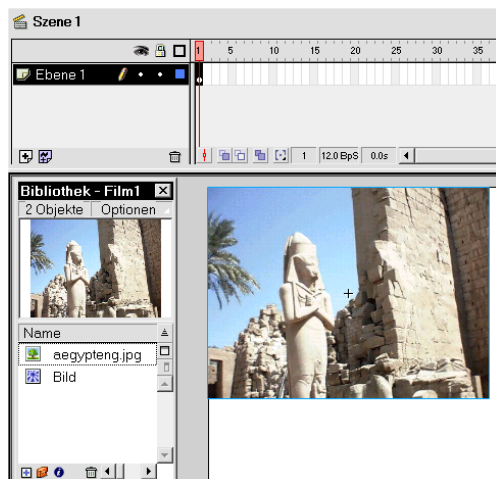 Szene 1
1 5 10 15 20 25 30 35
Ebene 1
1 12.0 BpS 0.0s
Bibliothek - Film1
2 Objekte Optionen
Name
aegypteng.jpg
Bild